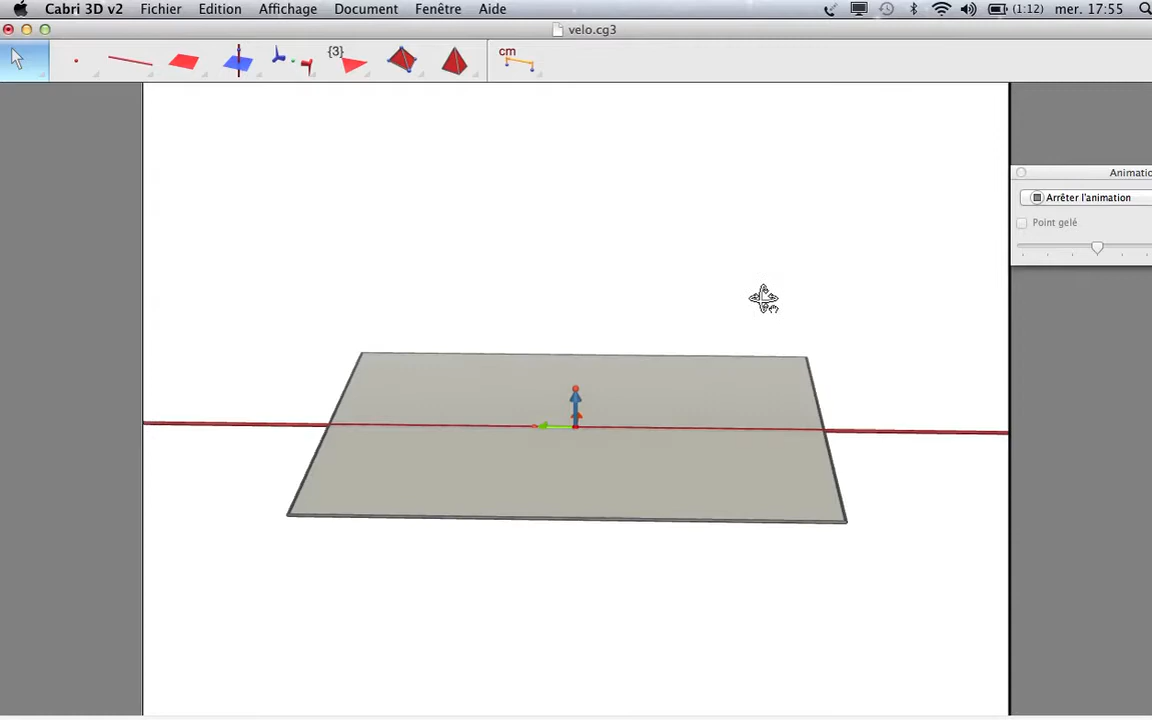 Cabri 3D v2 Fichier Edition Affichage Document Fenêtre Aide (1:12) mer. 17:55
velo.cg3
{3} cm
Animatio
Arrêter l'animation
Point gelé